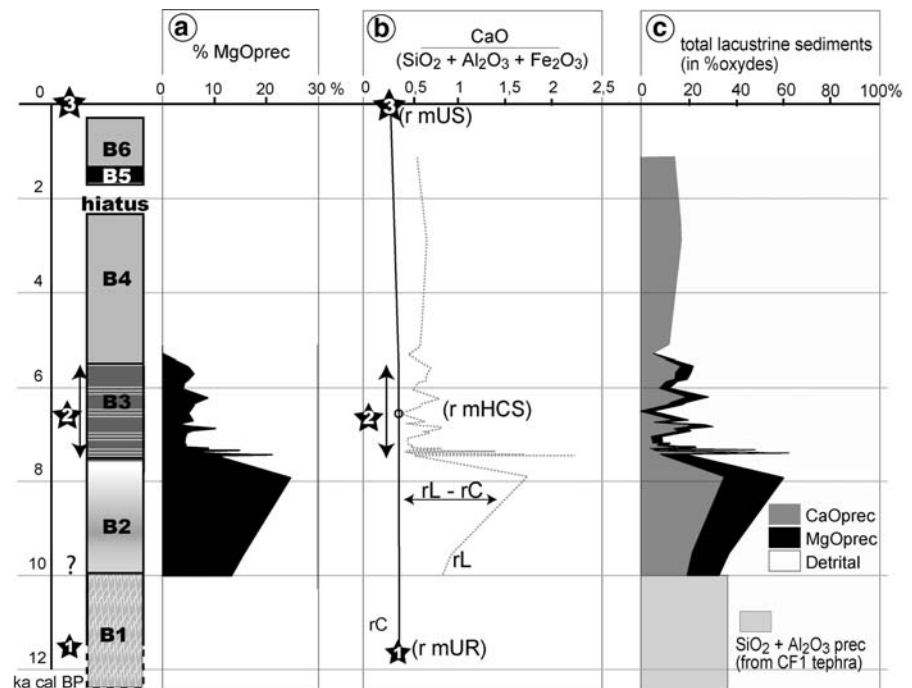 a
% MgOprec
b
CaO
(SiO2 + Al2O3 + Fe2O3)
c
total lacustrine sediments
(in %oxydes)
0 10 20 30 %
0,5 1 1,5 2 2,5
0 20 40 60 80 100%
0
2
4
6
8
10
12
ka cal BP
3
2
?
1
B6
B5
hiatus
B4
B3
B2
B1
3 (r mUS)
2
(r mHCS)
rL - rC
rL
rC
1 (r mUR)
CaOprec
MgOprec
Detrital
SiO2 + Al2O3 prec
(from CF1 tephra)